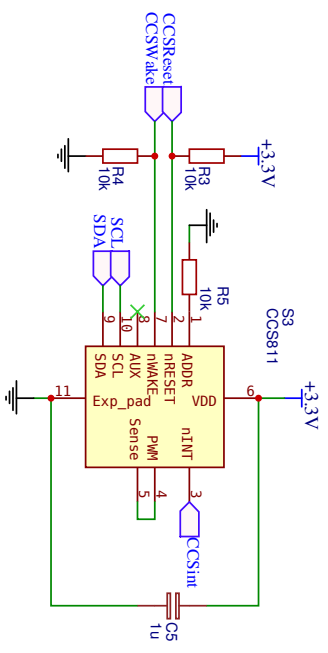 CCSReset
CCSWake
+3.3V
R3
10k
R4
10k
SCL
SDA
R5
10k
S3
CCS811
+3.3V
1
2
7
8
10
9
ADDR
nRESET
nWAKE
AUX
SCL
SDA
6
VDD
11
Exp_pad
nINT
PWM
Sense
3
4
5
CCSint
C5
1u